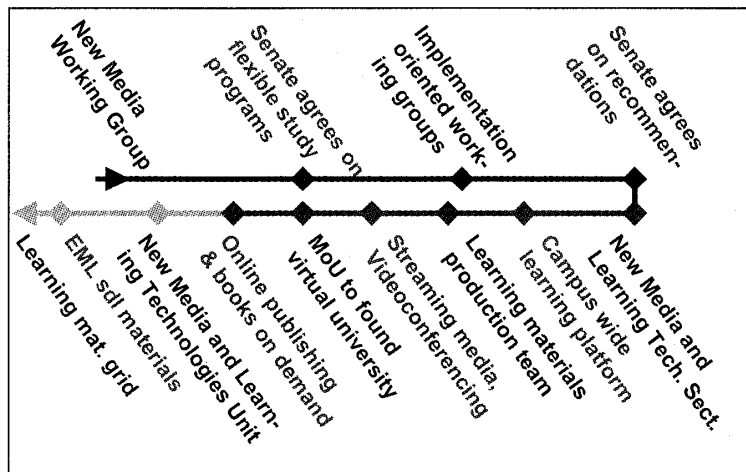 New Media
Working Group
Senate agrees on
flexible study
programs
Implementation
oriented work-
ing groups
Senate agrees
on recommen-
dations
Learning mat. grid
EML sdl materials
New Media and Learn-
ing Technologies Unit
Online publishing
& books on demand
MoU to found
virtual university
Streaming media,
Videoconferencing
Learning materials
production team
Campus wide
learning platform
New Media and
Learning Tech. Sect.